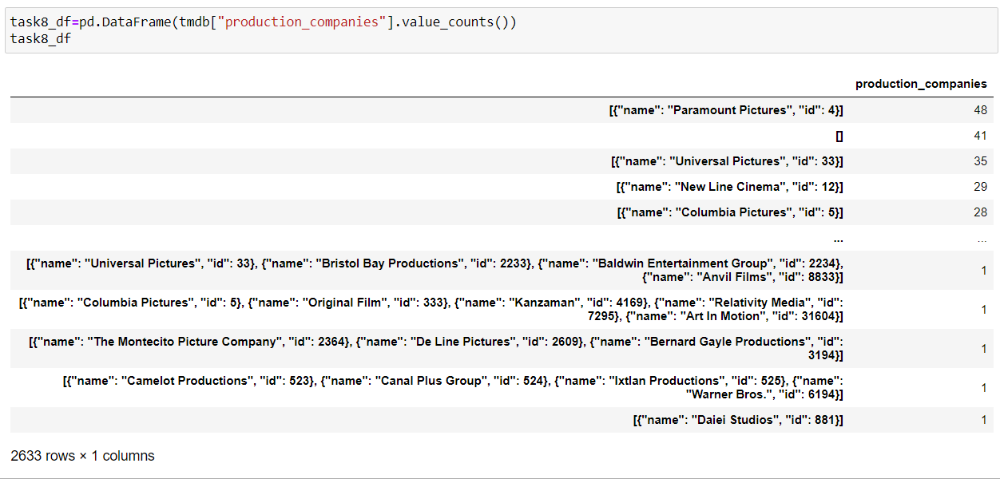 task8_df=pd.DataFrame(tmdb["production_companies"].value_counts())
task8_df
production_companies
[{"name": "Paramount Pictures", "id": 4}] 48
[] 41
[{"name": "Universal Pictures", "id": 33}] 35
[{"name": "New Line Cinema", "id": 12}] 29
[{"name": "Columbia Pictures", "id": 5}] 28
... ...
[{"name": "Universal Pictures", "id": 33}, {"name": "Bristol Bay Productions", "id": 2233}, {"name": "Baldwin Entertainment Group", "id": 2234},
{"name": "Anvil Films", "id": 8833}] 1
[{"name": "Columbia Pictures", "id": 5}, {"name": "Original Film", "id": 333}, {"name": "Kanzaman", "id": 4169}, {"name": "Relativity Media", "id":
7295}, {"name": "Art In Motion", "id": 31604}] 1
[{"name": "The Montecito Picture Company", "id": 2364}, {"name": "De Line Pictures", "id": 2609}, {"name": "Bernard Gayle Productions", "id":
3194}] 1
[{"name": "Camelot Productions", "id": 523}, {"name": "Canal Plus Group", "id": 524}, {"name": "Ixtlan Productions", "id": 525}, {"name":
"Warner Bros.", "id": 6194}] 1
[{"name": "Daiei Studios", "id": 881}] 1
2633 rows × 1 columns